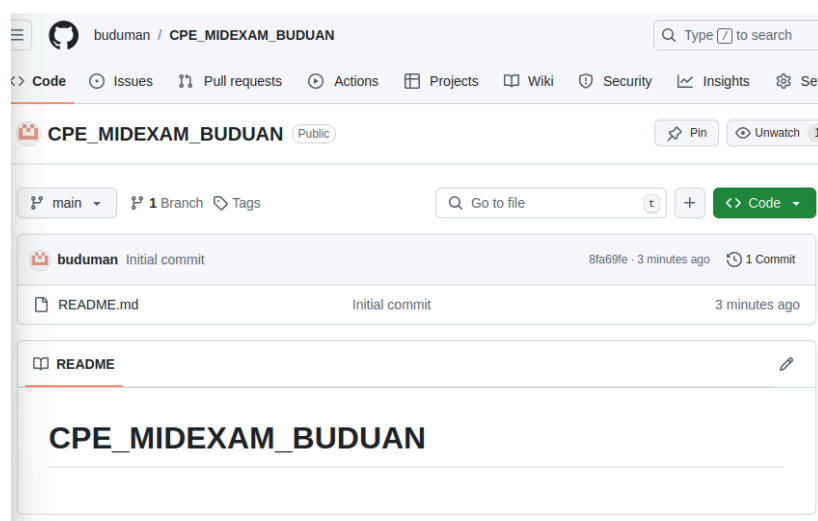 buduman / CPE_MIDEXAM_BUDUAN Type / to search
Code Issues Pull requests Actions Projects Wiki Security Insights Se
CPE_MIDEXAM_BUDUAN Public Pin Unwatch 1
main 1 Branch Tags Go to file t + <> Code
buduman Initial commit 8fa69fe · 3 minutes ago 1 Commit
README.md Initial commit 3 minutes ago
README
CPE_MIDEXAM_BUDUAN